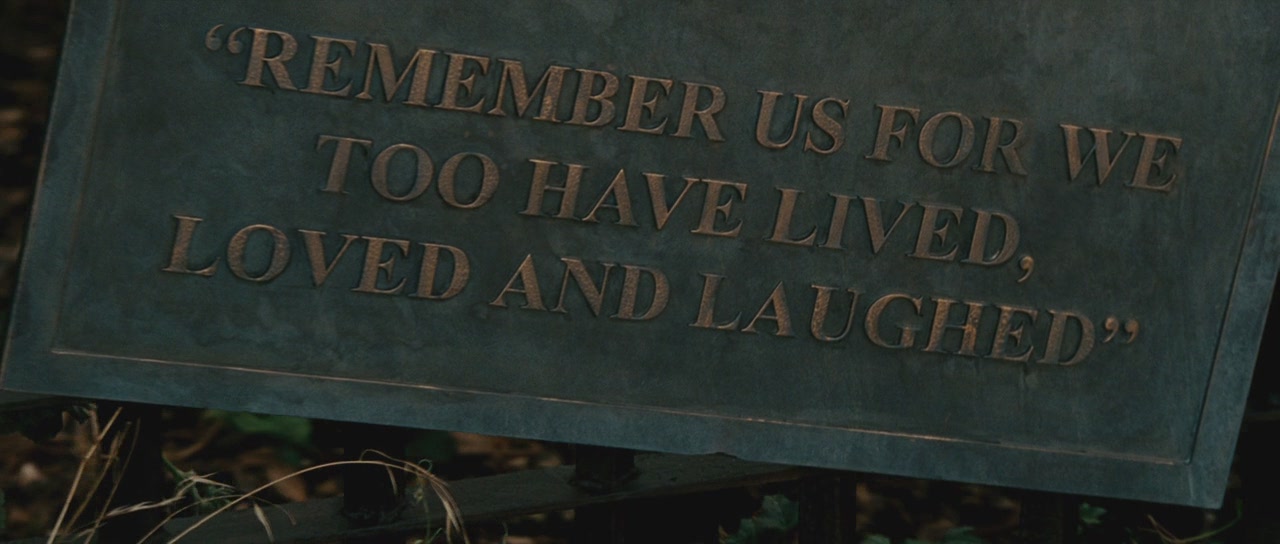 “REMEMBER US FOR WE
TOO HAVE LIVED,
LOVED AND LAUGHED”